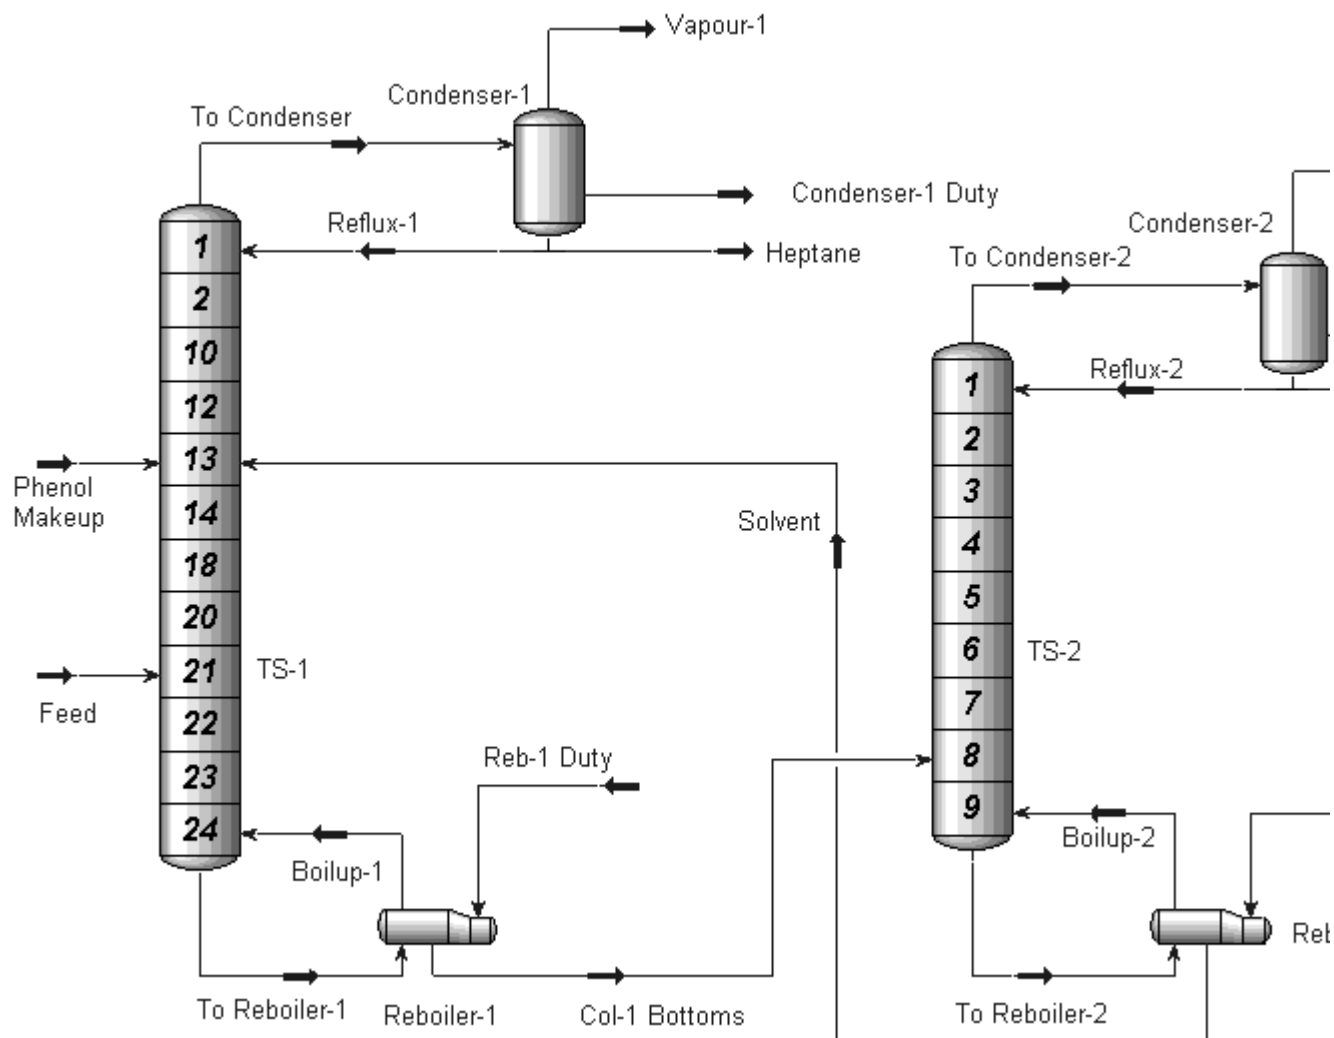 Vapour-1
Condenser-1
To Condenser
Condenser-1 Duty
Reflux-1
Heptane
Condenser-2
To Condenser-2
Reflux-2
1
2
10
12
13
14
18
20
21
22
23
24
TS-1
Phenol
Makeup
Feed
Solvent
1
2
3
4
5
6
7
8
9
TS-2
Reb-1 Duty
Boilup-1
Boilup-2
Reb
To Reboiler-1
Reboiler-1
Col-1 Bottoms
To Reboiler-2